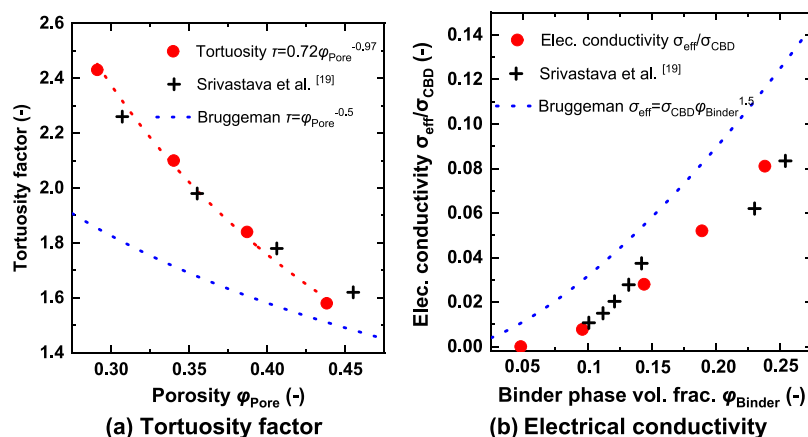 2.6
2.4
2.2
2.0
1.8
1.6
1.4
Tortuosity factor (-)
Tortuosity τ=0.72φPore^-0.97
Srivastava et al. [19]
Bruggeman τ=φPore^-0.5
0.30 0.35 0.40 0.45
Porosity φPore (-)
(a) Tortuosity factor
0.14
0.12
0.10
0.08
0.06
0.04
0.02
0.00
Elec. conductivity σeff/σCBD (-)
Elec. conductivity σeff/σCBD
Srivastava et al. [19]
Bruggeman σeff=σCBDφBinder^1.5
0.05 0.1 0.15 0.20 0.25
Binder phase vol. frac. φBinder (-)
(b) Electrical conductivity